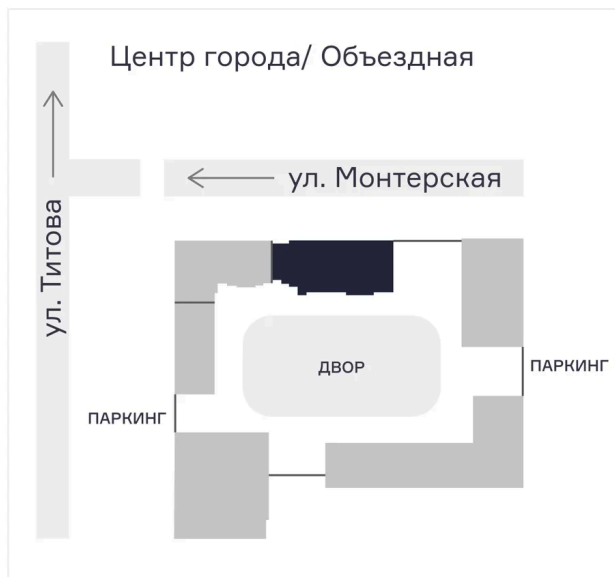 Центр города/ Объездная
ул. Монтерская
ул. Титова
ДВОР
ПАРКИНГ
ПАРКИНГ